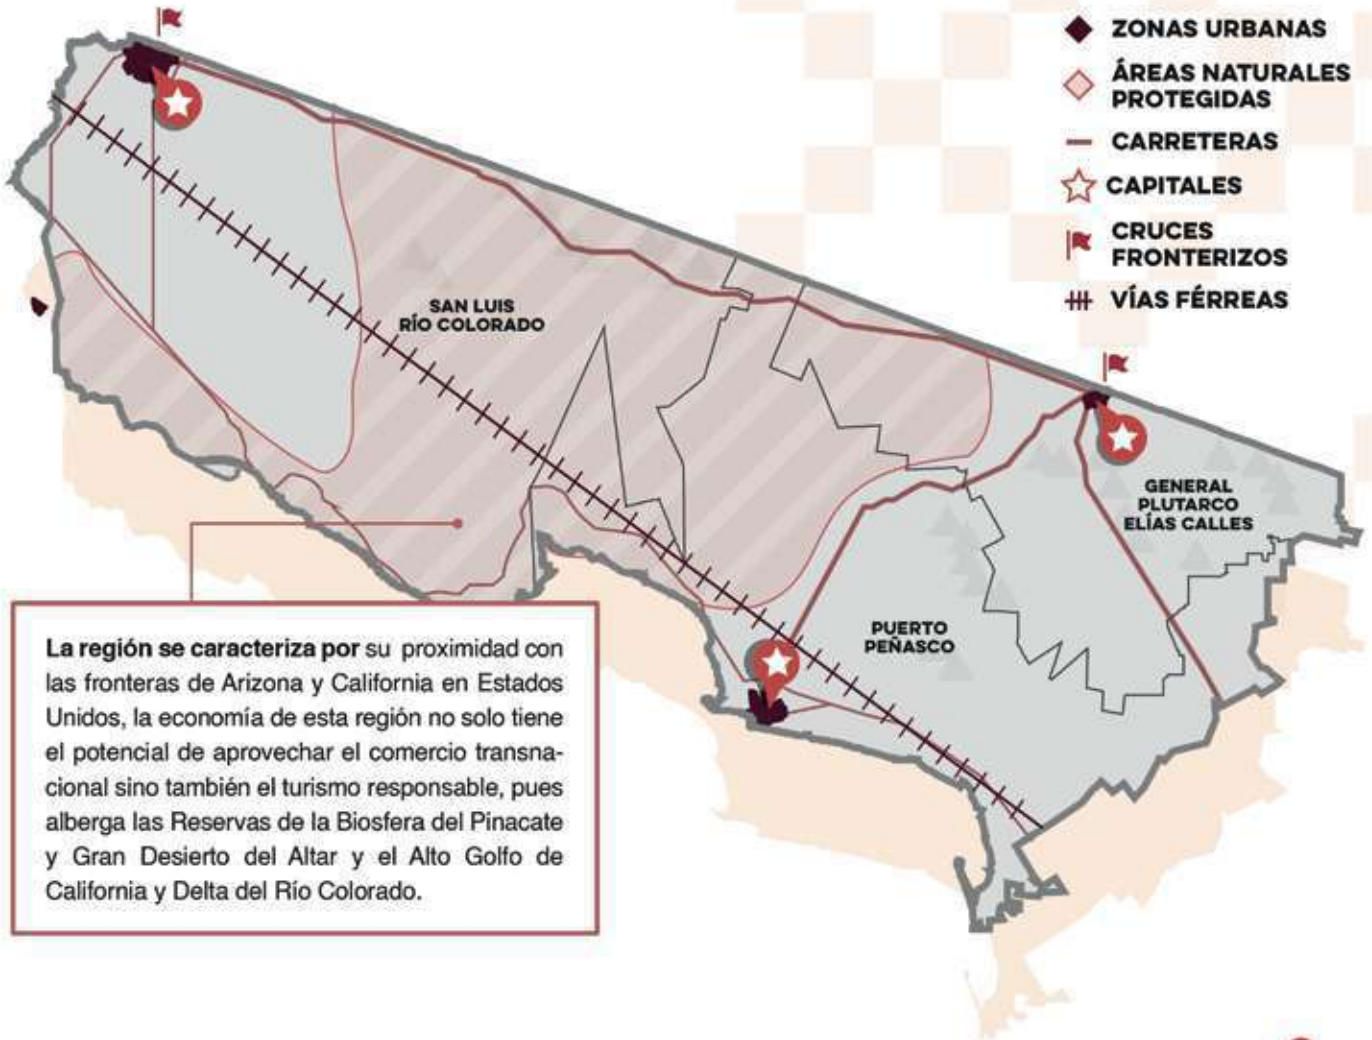 ZONAS URBANAS
ÁREAS NATURALES
PROTEGIDAS
CARRETERAS
CAPITALES
CRUCES
FRONTERIZOS
VÍAS FÉRREAS
SAN LUIS
RÍO COLORADO
GENERAL
PLUTARCO
ELÍAS CALLES
PUERTO
PEÑASCO
La región se caracteriza por su proximidad con
las fronteras de Arizona y California en Estados
Unidos, la economía de esta región no solo tiene
el potencial de aprovechar el comercio transna-
cional sino también el turismo responsable, pues
alberga las Reservas de la Biosfera del Pinacate
y Gran Desierto del Altar y el Alto Golfo de
California y Delta del Río Colorado.